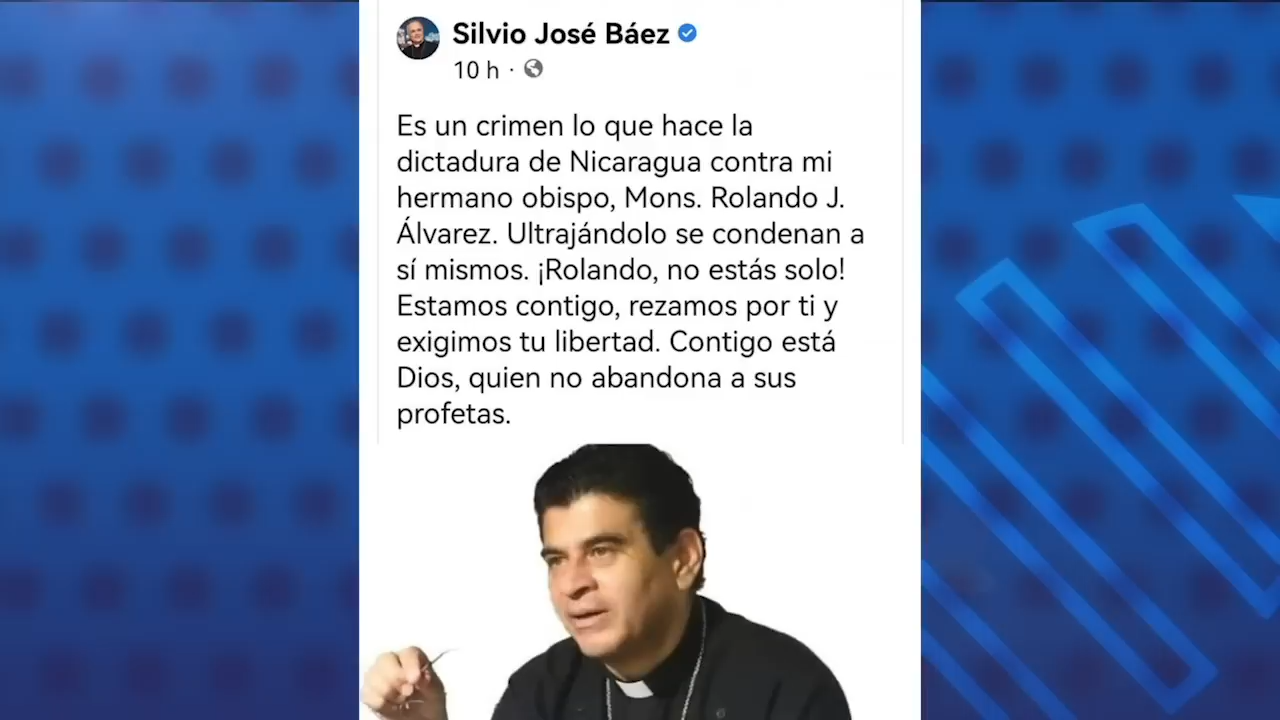 Silvio José Báez
10 h ·
Es un crimen lo que hace la
dictadura de Nicaragua contra mi
hermano obispo, Mons. Rolando J.
Álvarez. Ultrajándolo se condenan a
sí mismos. ¡Rolando, no estás solo!
Estamos contigo, rezamos por ti y
exigimos tu libertad. Contigo está
Dios, quien no abandona a sus
profetas.